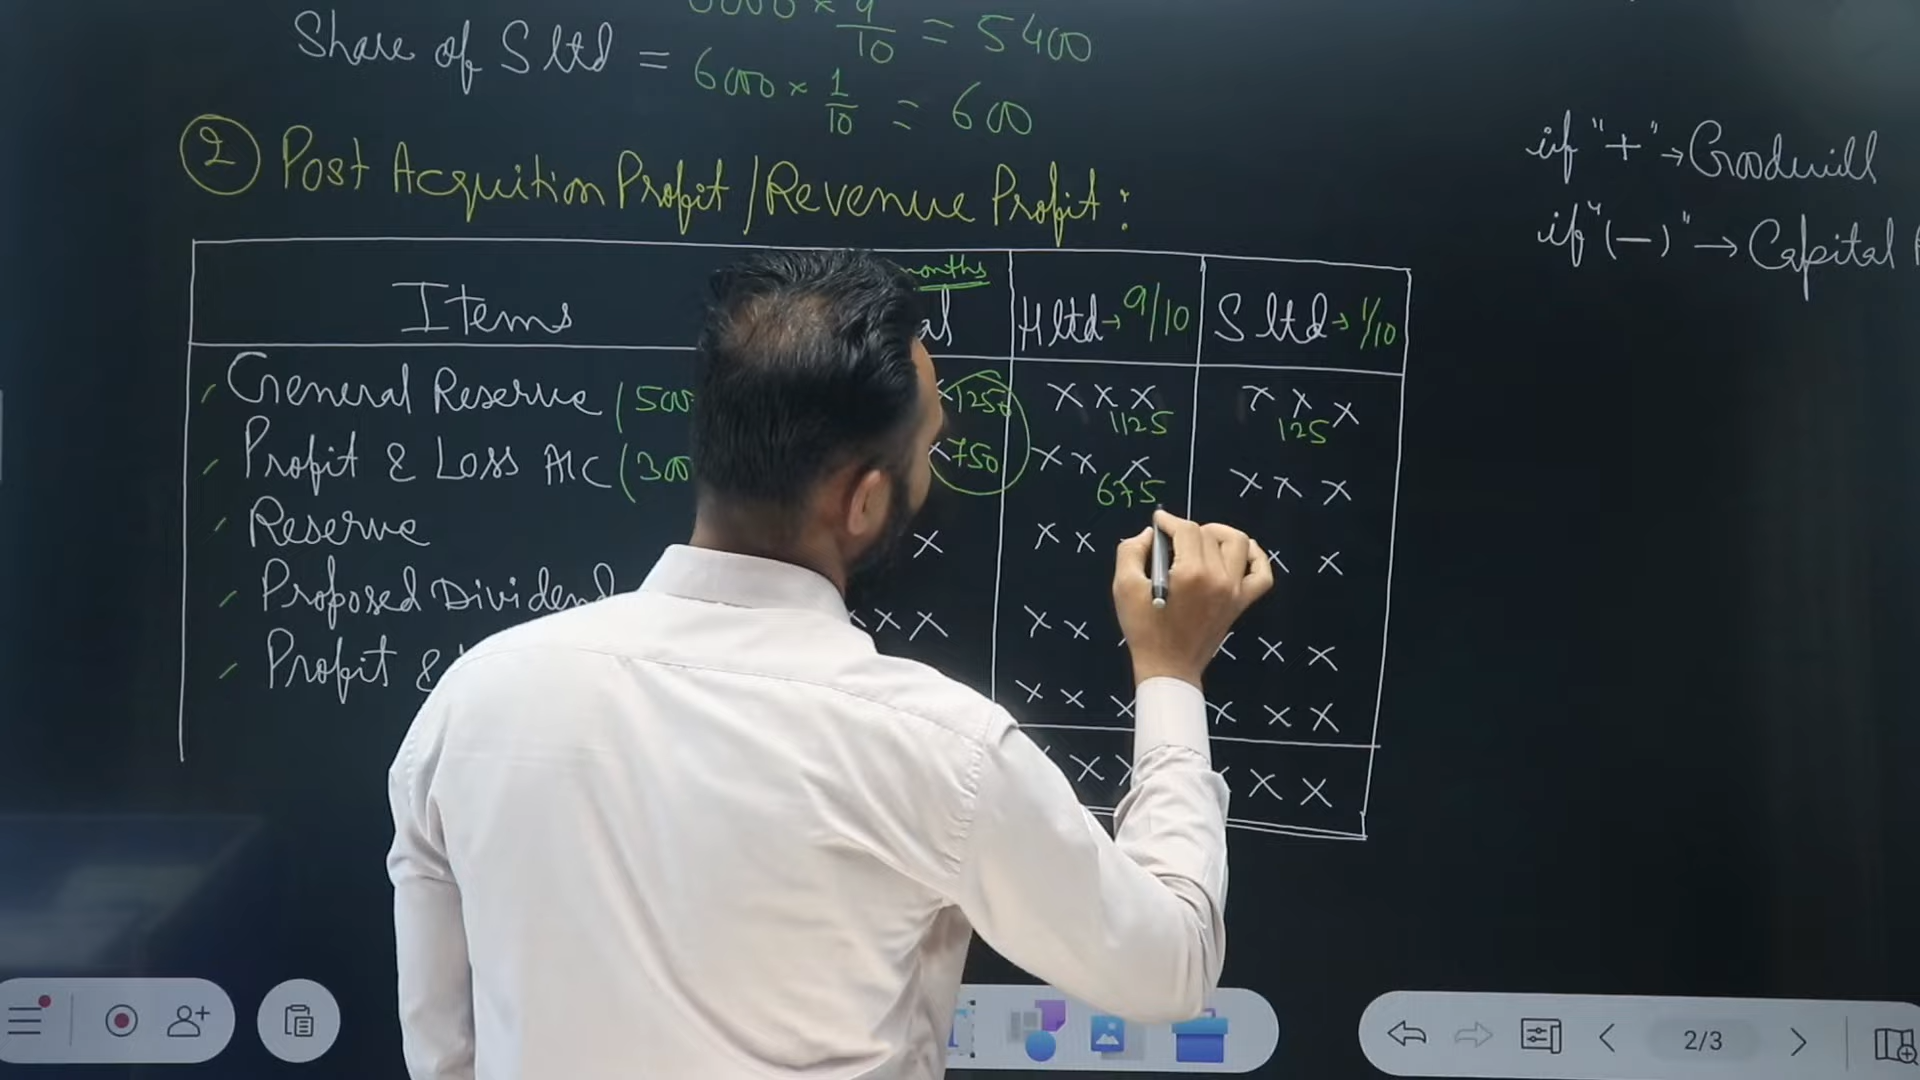 6000 × 9/10 = 5400
Share of S ltd = 6000 × 1/10 = 600
if "+" → Goodwill
2 Post Acquition Profit / Revenue Profit :
if "(—)" → Capital
months
Items H ltd → 9/10 S ltd → 1/10
General Reserve (500 × 1250 X X X 1125 X X X 125
Profit & Loss A/C (300 × 750 X X X 675 X X X
Reserve X X X X X
Proposed Dividend X X X X X X X X
Profit & X X X X X X
X X X X
2/3